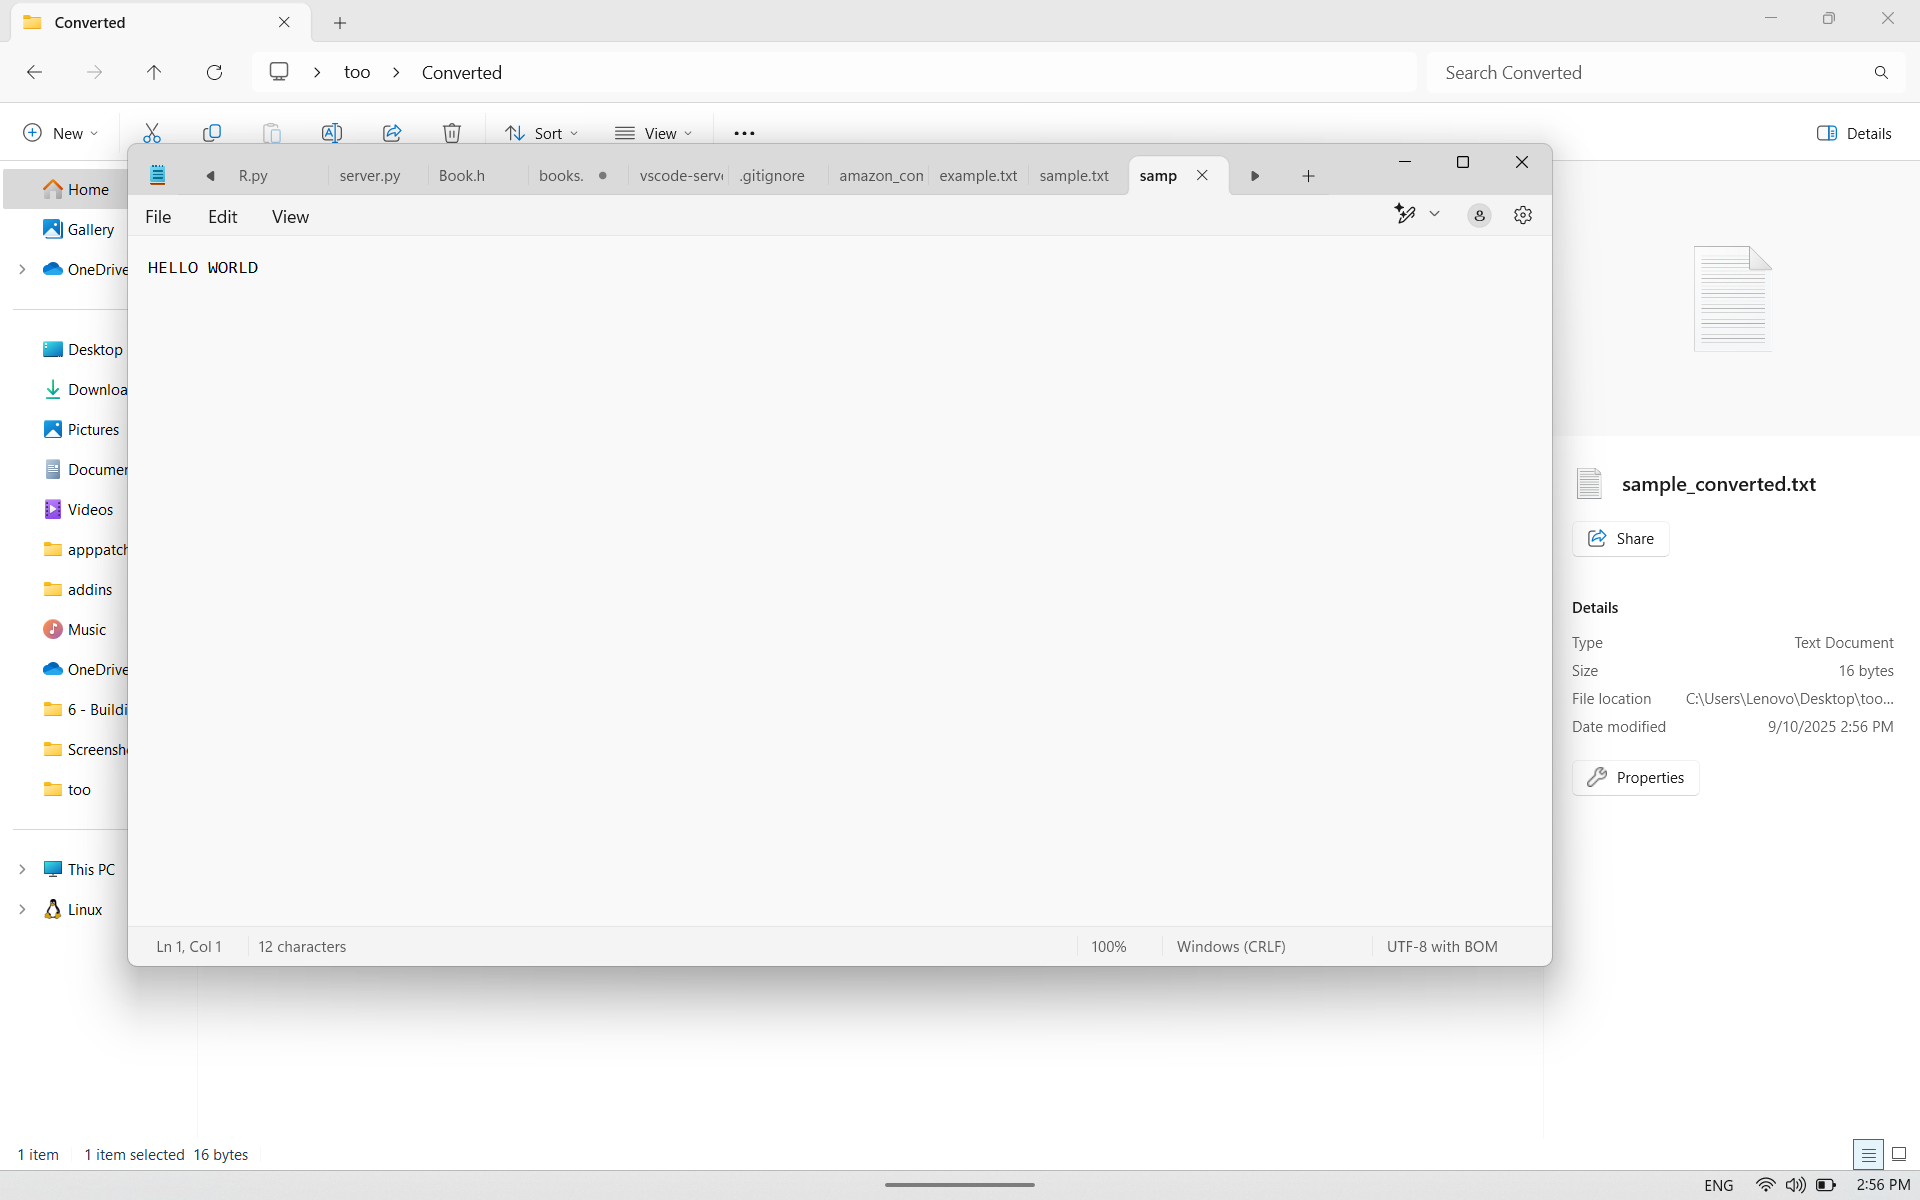 Converted
too > Converted
Search Converted
New
Sort
View
Details
R.py
server.py
Book.h
books.
vscode-serv
.gitignore
amazon_con
example.txt
sample.txt
samp
File
Edit
View
HELLO WORLD
Ln 1, Col 1
12 characters
100%
Windows (CRLF)
UTF-8 with BOM
Home
Gallery
OneDrive
Desktop
Downloa
Pictures
Documen
Videos
apppatch
addins
Music
OneDrive
6 - Buildi
Screensh
too
This PC
Linux
sample_converted.txt
Share
Details
Type Text Document
Size 16 bytes
File location C:\Users\Lenovo\Desktop\too...
Date modified 9/10/2025 2:56 PM
Properties
1 item 1 item selected 16 bytes
ENG 2:56 PM